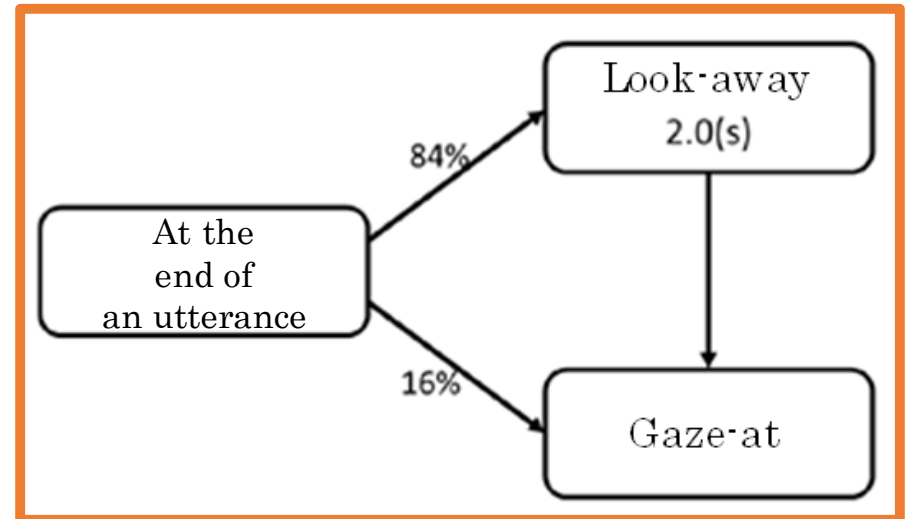 Look-away
2.0(s)
84%
At the
end of
an utterance
16%
Gaze-at